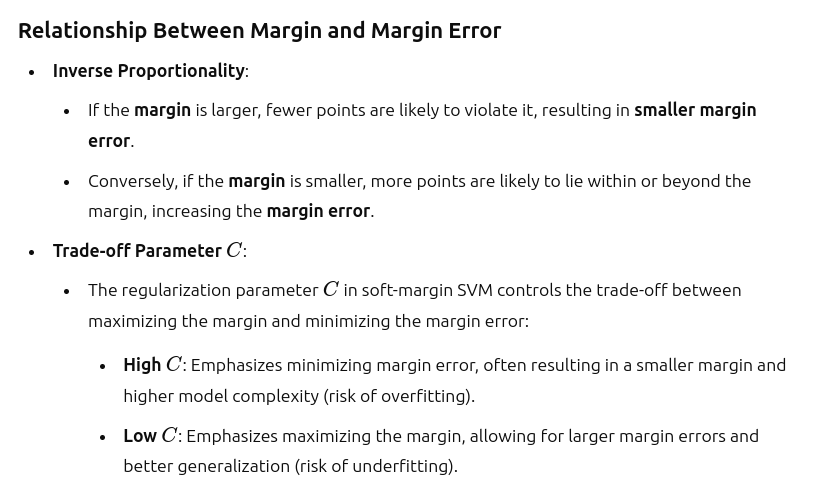 Relationship Between Margin and Margin Error
• Inverse Proportionality:
• If the margin is larger, fewer points are likely to violate it, resulting in smaller margin
error.
• Conversely, if the margin is smaller, more points are likely to lie within or beyond the
margin, increasing the margin error.
• Trade-off Parameter C:
• The regularization parameter C in soft-margin SVM controls the trade-off between
maximizing the margin and minimizing the margin error:
• High C: Emphasizes minimizing margin error, often resulting in a smaller margin and
higher model complexity (risk of overfitting).
• Low C: Emphasizes maximizing the margin, allowing for larger margin errors and
better generalization (risk of underfitting).